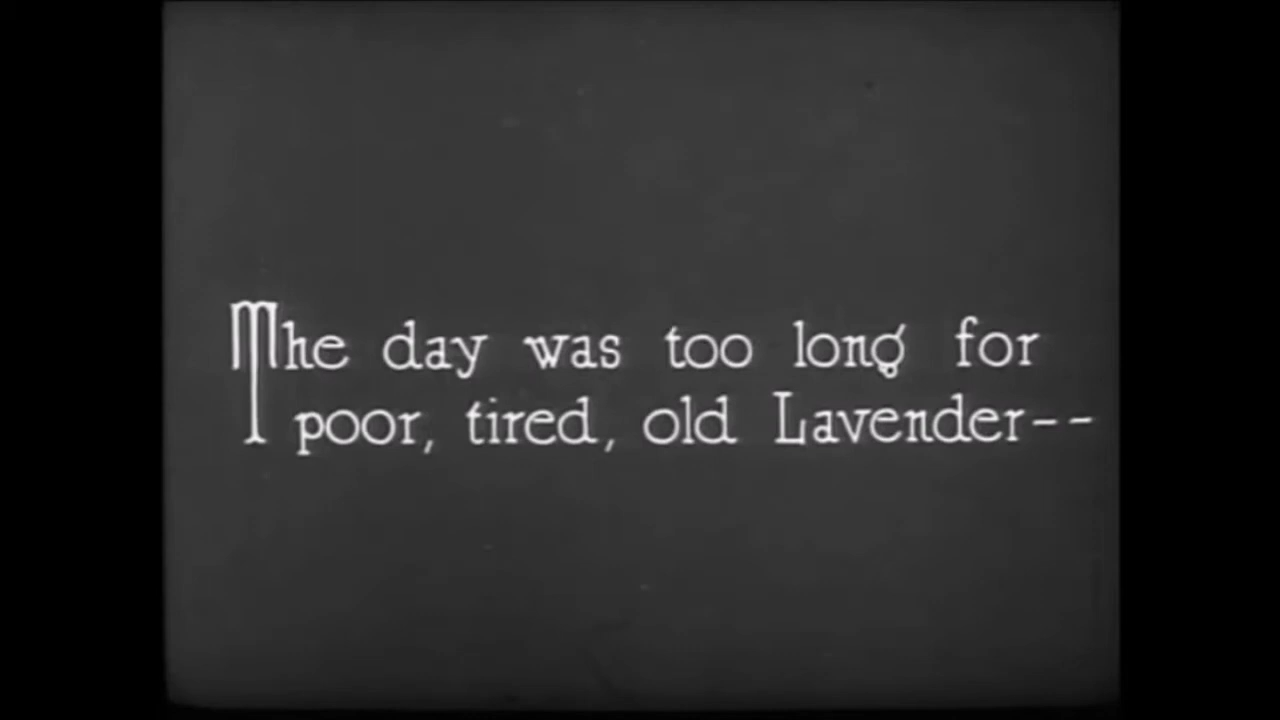 The day was too long for
poor, tired, old Lavender--